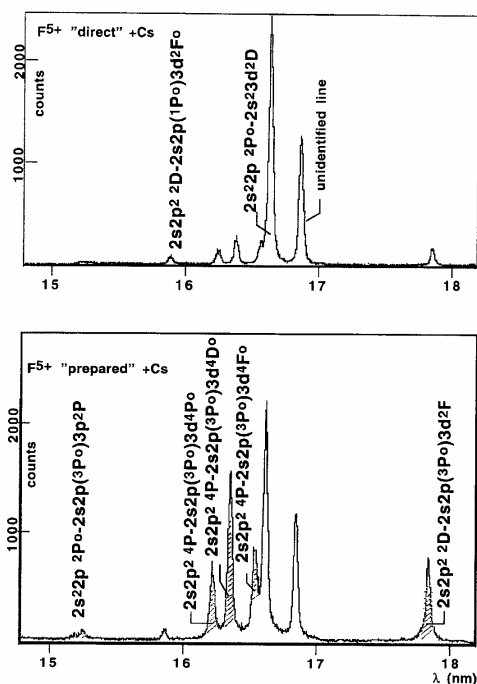 F⁵⁺ "direct" +Cs
2000
counts
1000
2s2p² ²D-2s2p(¹Pᵒ)3d²Fᵒ
2s²2p ²Pᵒ-2s²3d²D
unidentified line
15
16
17
18
F⁵⁺ "prepared" +Cs
2000
counts
1000
2s²2p ²Pᵒ-2s2p(³Pᵒ)3p²P
2s2p² ⁴P-2s2p(³Pᵒ)3d⁴Pᵒ
2s2p² ⁴P-2s2p(³Pᵒ)3d⁴Dᵒ
2s2p² ⁴P-2s2p(³Pᵒ)3d⁴Fᵒ
2s2p² ²D-2s2p(³Pᵒ)3d²F
15
16
17
18
λ (nm)